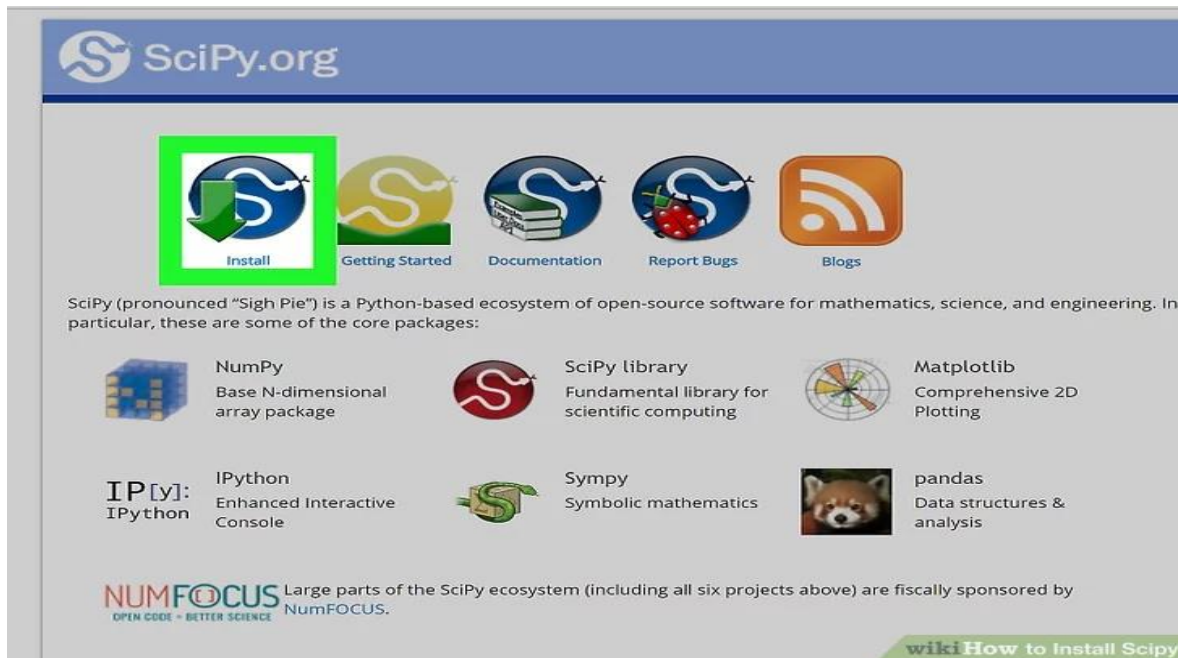 SciPy.org
Install
Getting Started
Documentation
Report Bugs
Blogs
SciPy (pronounced “Sigh Pie”) is a Python-based ecosystem of open-source software for mathematics, science, and engineering. In
particular, these are some of the core packages:
NumPy
Base N-dimensional
array package
SciPy library
Fundamental library for
scientific computing
Matplotlib
Comprehensive 2D
Plotting
IP[y]:
IPython
IPython
Enhanced Interactive
Console
Sympy
Symbolic mathematics
pandas
Data structures &
analysis
NUMFOCUS
OPEN CODE = BETTER SCIENCE
Large parts of the SciPy ecosystem (including all six projects above) are fiscally sponsored by
NumFOCUS.
wikiHow to Install Scipy